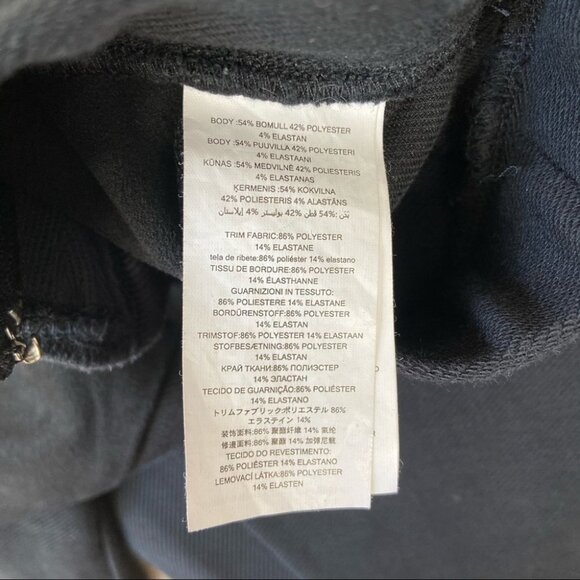 BODY :54% BOMULL 42% POLYESTER
4% ELASTAN
BODY :54% PUUVILLA 42% POLYESTERI
4% ELASTAANI
KŪNAS :54% MEDVILNĖ 42% POLIESTERIS
4% ELASTANAS
ĶERMENIS :54% KOKVILNA
42% POLIESTERIS 4% ALASTĀNS
بدن :54% قطن 42% بوليستر 4% إيلاستان
TRIM FABRIC:86% POLYESTER
14% ELASTANE
tela de ribete:86% poliéster 14% elastano
TISSU DE BORDURE:86% POLYESTER
14% ÉLASTHANNE
GUARNIZIONI IN TESSUTO:
86% POLIESTERE 14% ELASTANE
BORDÜRENSTOFF:86% POLYESTER
14% ELASTAN
TRIMSTOF:86% POLYESTER 14% ELASTAAN
STOFBESÆTNING:86% POLYESTER
14% ELASTAN
КРАЙ ТКАНИ:86% ПОЛИЭСТЕР
14% ЭЛАСТАН
TECIDO DE GUARNIÇÃO:86% POLIÉSTER
14% ELASTANO
トリムファブリック:ポリエステル 86%
エラステイン 14%
装饰面料:86% 聚酯纤维 14% 氨纶
修邊面料:86% 聚酯 14% 加彈尼龍
TECIDO DO REVESTIMENTO:
86% POLIÉSTER 14% ELASTANO
LEMOVACÍ LÁTKA:86% POLYESTER
14% ELASTEN